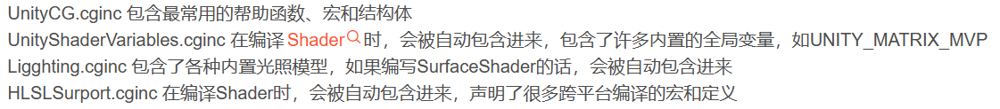 UnityCG.cginc 包含最常用的帮助函数、宏和结构体
UnityShaderVariables.cginc 在编译Shader时，会被自动包含进来，包含了许多内置的全局变量，如UNITY_MATRIX_MVP
Ligghting.cginc 包含了各种内置光照模型，如果编写SurfaceShader的话，会被自动包含进来
HLSLSurport.cginc 在编译Shader时，会被自动包含进来，声明了很多跨平台编译的宏和定义